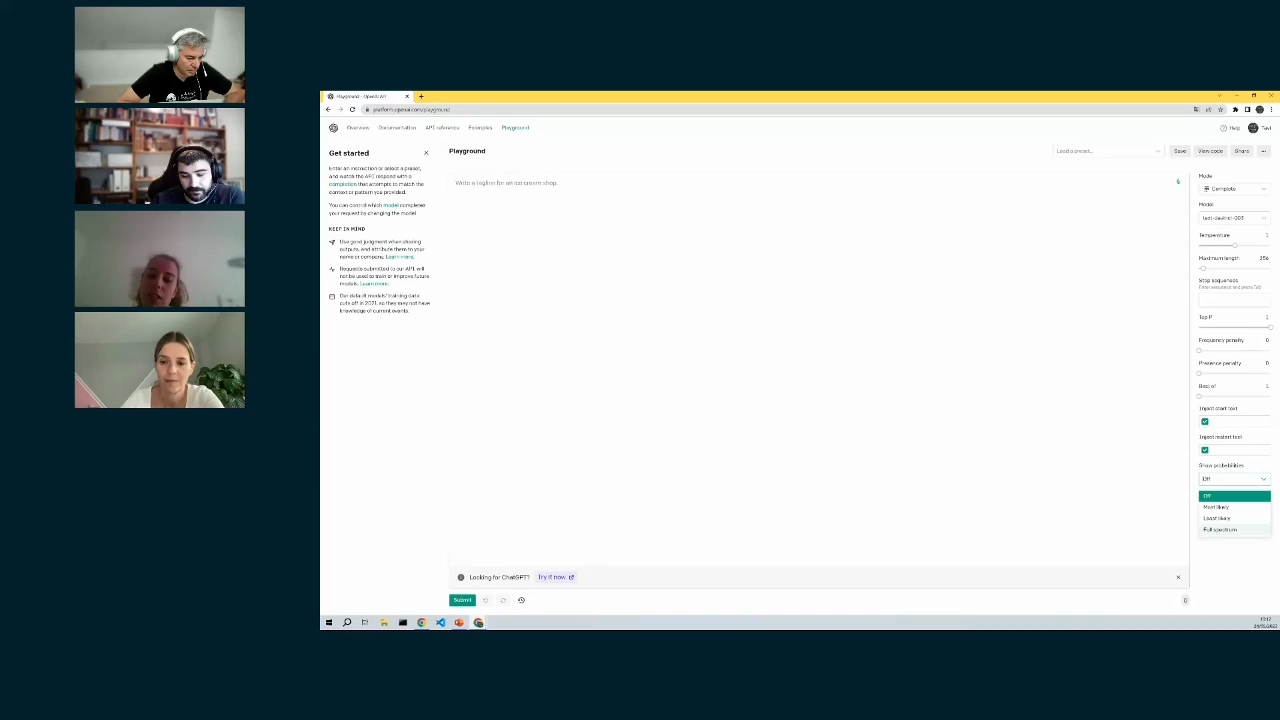 Playground - OpenAI API
platform.openai.com/playground
Overview Documentation API reference Examples Playground
Help
Get started
Enter an instruction or select a preset,
and watch the API respond with a
completion that attempts to match the
context or pattern you provided.
You can control which model completes
your request by changing the model
KEEP IN MIND
Use good judgment when sharing
outputs, and attribute them to your
name or company. Learn more.
Requests submitted to our API will
not be used to train or improve future
models. Learn more.
Our default models' training data
cuts off in 2021, so they may not have
knowledge of current events.
Playground
Load a preset...
Save View code Share ...
Write a tagline for an ice cream shop.
Looking for ChatGPT? Try it now
Submit
0
Mode
Complete
Model
text-davinci-003
Temperature 1
Maximum length 256
Stop sequences
Enter sequence and press Tab
Top P 1
Frequency penalty 0
Presence penalty 0
Best of 1
Inject start text
Inject restart text
Show probabilities
Off
Off
Most likely
Least likely
Full spectrum